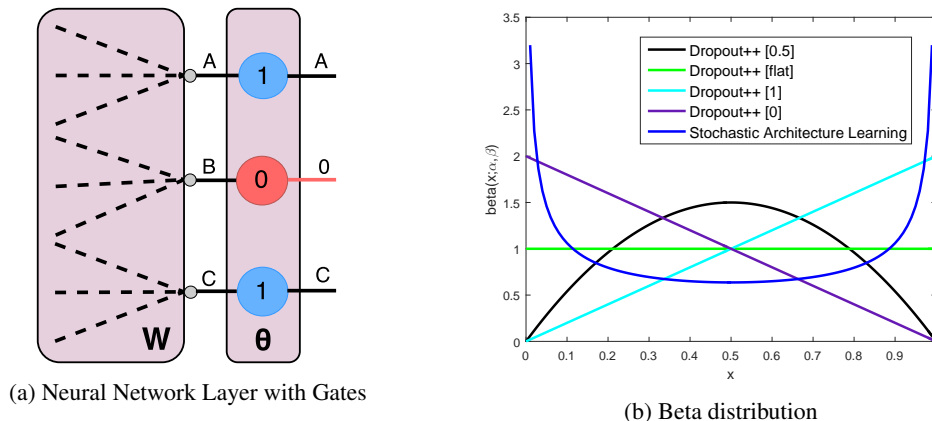 A 1 A
B 0 0
C 1 C
W θ
(a) Neural Network Layer with Gates
3.5
3
2.5
2
1.5
1
0.5
0
beta(x;α,β)
Dropout++ [0.5]
Dropout++ [flat]
Dropout++ [1]
Dropout++ [0]
Stochastic Architecture Learning
0 0.1 0.2 0.3 0.4 0.5 0.6 0.7 0.8 0.9
x
(b) Beta distribution